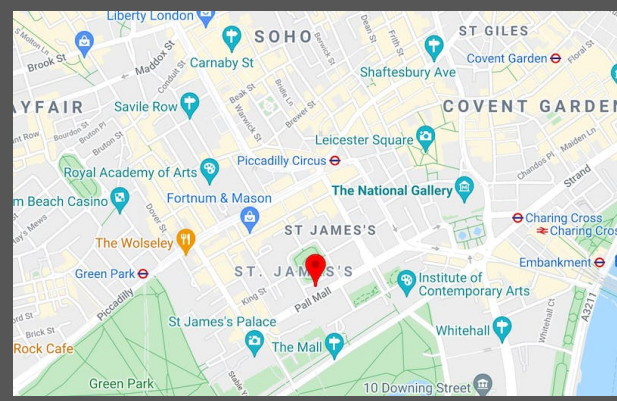 Liberty London
SOHO
ST GILES
Dean St
Frith St
Berwick St
Brook St
Maddox St
Conduit St
Carnaby St
Shaftesbury Ave
Covent Garden
Floral St
AYFAIR
Savile Row
Beak St
Bridle Ln
Brewer St
Warwick St
COVENT GARDEN
Bourdon St
Bruton Pl
Bruton St
Leicester Square
Maiden Ln
Chandos Pl
Royal Academy of Arts
Piccadilly Circus
Strand
m Beach Casino
Fortnum & Mason
The National Gallery
Dover St
Charing Cross
Charing Cros
ay's Mews
The Wolseley
ST JAMES'S
Green Park
ST. JAMES'S
Embankment
Institute of
Contemporary Arts
Piccadilly
King St
Pall Mall
A3211
Brick St
Rock Cafe
St James's Palace
The Mall
Whitehall
Whitehall Ct
Green Park
10 Downing Street